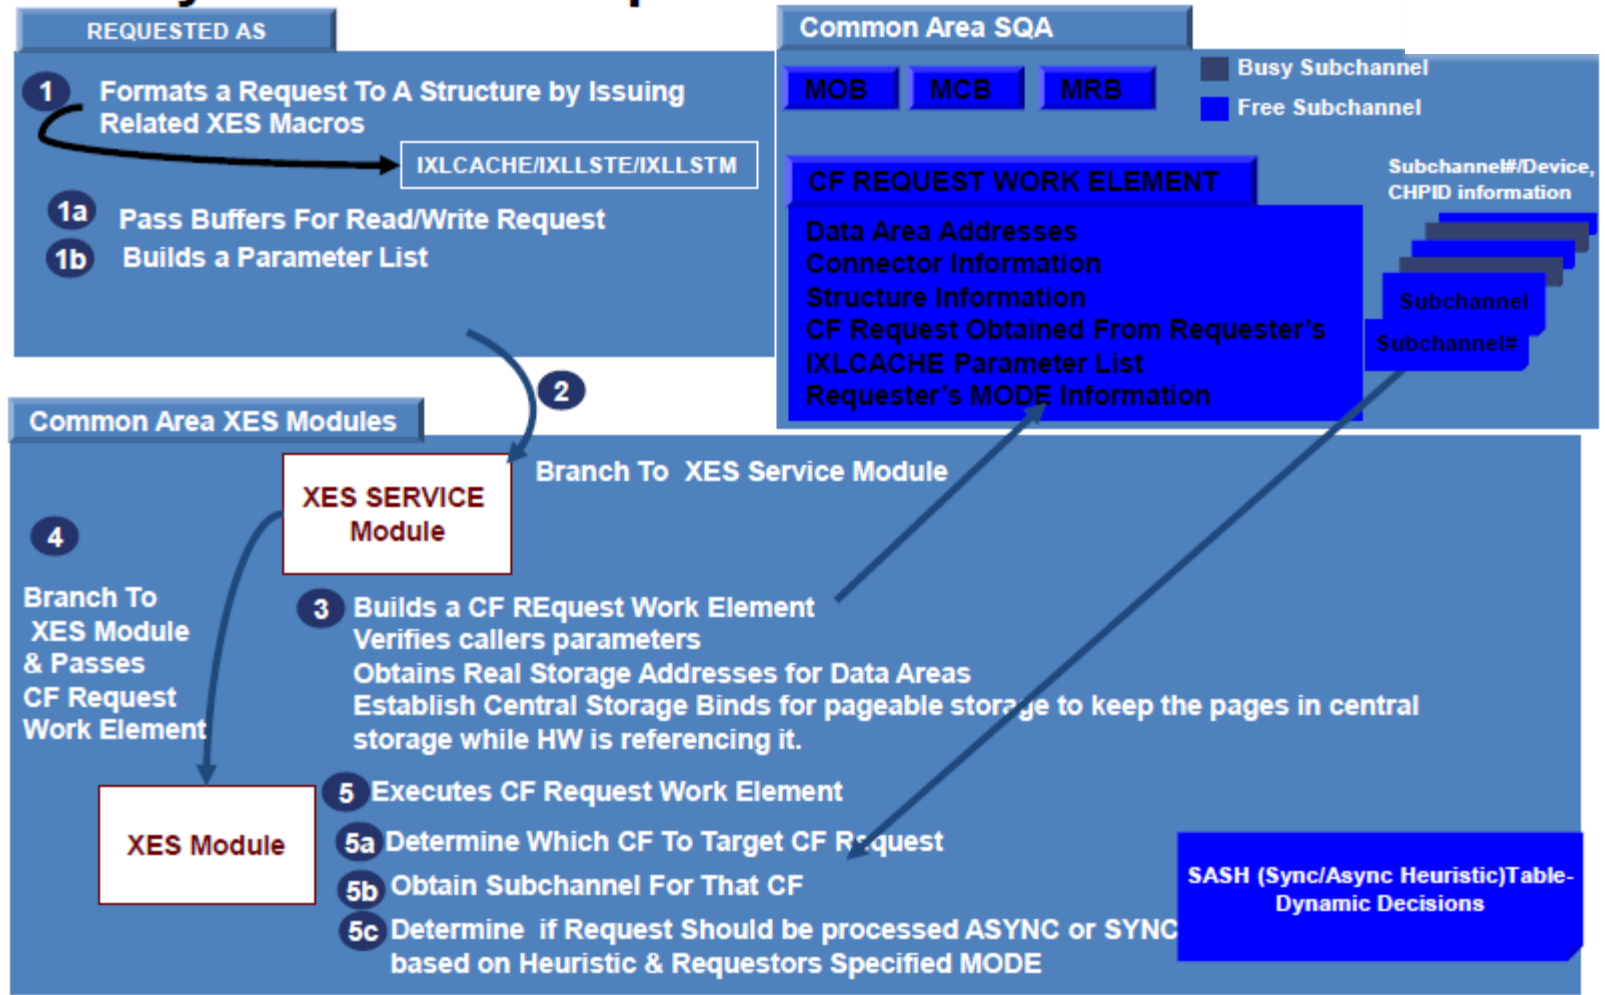 REQUESTED AS
1
Formats a Request To A Structure by Issuing
Related XES Macros
IXLCACHE/IXLLSTE/IXLLSTM
1a
Pass Buffers For Read/Write Request
1b
Builds a Parameter List
Common Area SQA
MOB
MCB
MRB
Busy Subchannel
Free Subchannel
CF REQUEST WORK ELEMENT
Data Area Addresses
Connector Information
Structure Information
CF Request Obtained From Requester's
IXLCACHE Parameter List
Requester's MODE Information
Subchannel#/Device,
CHPID information
Subchannel
Subchannel#
2
Common Area XES Modules
XES SERVICE
Module
Branch To XES Service Module
4
Branch To
XES Module
& Passes
CF Request
Work Element
3
Builds a CF REquest Work Element
Verifies callers parameters
Obtains Real Storage Addresses for Data Areas
Establish Central Storage Binds for pageable storage to keep the pages in central
storage while HW is referencing it.
XES Module
5
Executes CF Request Work Element
5a
Determine Which CF To Target CF Request
5b
Obtain Subchannel For That CF
5c
Determine if Request Should be processed ASYNC or SYNC
based on Heuristic & Requestors Specified MODE
SASH (Sync/Async Heuristic)Table-
Dynamic Decisions